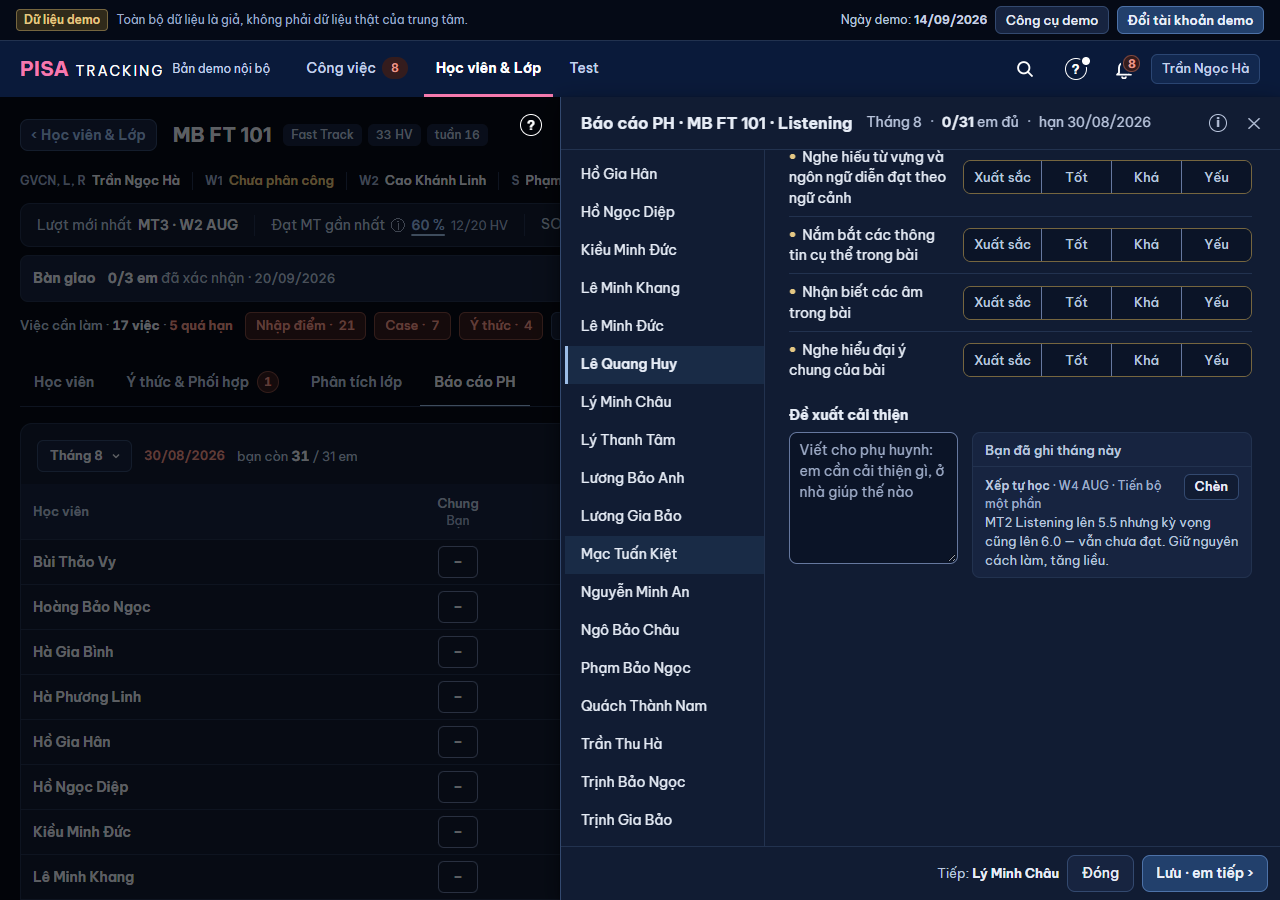 Dữ liệu demo Toàn bộ dữ liệu là giả, không phải dữ liệu thật của trung tâm. Ngày demo: 14/09/2026 Công cụ demo Đổi tài khoản demo
PISA TRACKING Bản demo nội bộ Công việc 8 Học viên & Lớp Test ? 8 Trần Ngọc Hà
‹ Học viên & Lớp MB FT 101 Fast Track 33 HV tuần 16 ?
GVCN, L, R Trần Ngọc Hà W1 Chưa phân công W2 Cao Khánh Linh S Phạm
Lượt mới nhất MT3 · W2 AUG Đạt MT gần nhất 60 % 12/20 HV SC
Bàn giao 0/3 em đã xác nhận · 20/09/2026
Việc cần làm · 17 việc · 5 quá hạn Nhập điểm · 21 Case · 7 Ý thức · 4
Học viên Ý thức & Phối hợp 1 Phân tích lớp Báo cáo PH
Tháng 8 30/08/2026 bạn còn 31 / 31 em
Học viên Chung
Bạn
Bùi Thảo Vy –
Hoàng Bảo Ngọc –
Hà Gia Bình –
Hà Phương Linh –
Hồ Gia Hân –
Hồ Ngọc Diệp –
Kiều Minh Đức –
Lê Minh Khang –
Báo cáo PH · MB FT 101 · Listening Tháng 8 · 0/31 em đủ · hạn 30/08/2026
Hồ Gia Hân
Hồ Ngọc Diệp
Kiều Minh Đức
Lê Minh Khang
Lê Minh Đức
Lê Quang Huy
Lý Minh Châu
Lý Thanh Tâm
Lương Bảo Anh
Lương Gia Bảo
Mạc Tuấn Kiệt
Nguyễn Minh An
Ngô Bảo Châu
Phạm Bảo Ngọc
Quách Thành Nam
Trần Thu Hà
Trịnh Bảo Ngọc
Trịnh Gia Bảo
• Nghe hiểu từ vựng và
ngôn ngữ diễn đạt theo
ngữ cảnh
Xuất sắc Tốt Khá Yếu
• Nắm bắt các thông
tin cụ thể trong bài
Xuất sắc Tốt Khá Yếu
• Nhận biết các âm
trong bài
Xuất sắc Tốt Khá Yếu
• Nghe hiểu đại ý
chung của bài
Xuất sắc Tốt Khá Yếu
Đề xuất cải thiện
Viết cho phụ huynh:
em cần cải thiện gì, ở
nhà giúp thế nào
Bạn đã ghi tháng này
Xếp tự học · W4 AUG · Tiến bộ
một phần
Chèn
MT2 Listening lên 5.5 nhưng kỳ vọng
cũng lên 6.0 — vẫn chưa đạt. Giữ nguyên
cách làm, tăng liều.
Tiếp: Lý Minh Châu Đóng Lưu · em tiếp ›